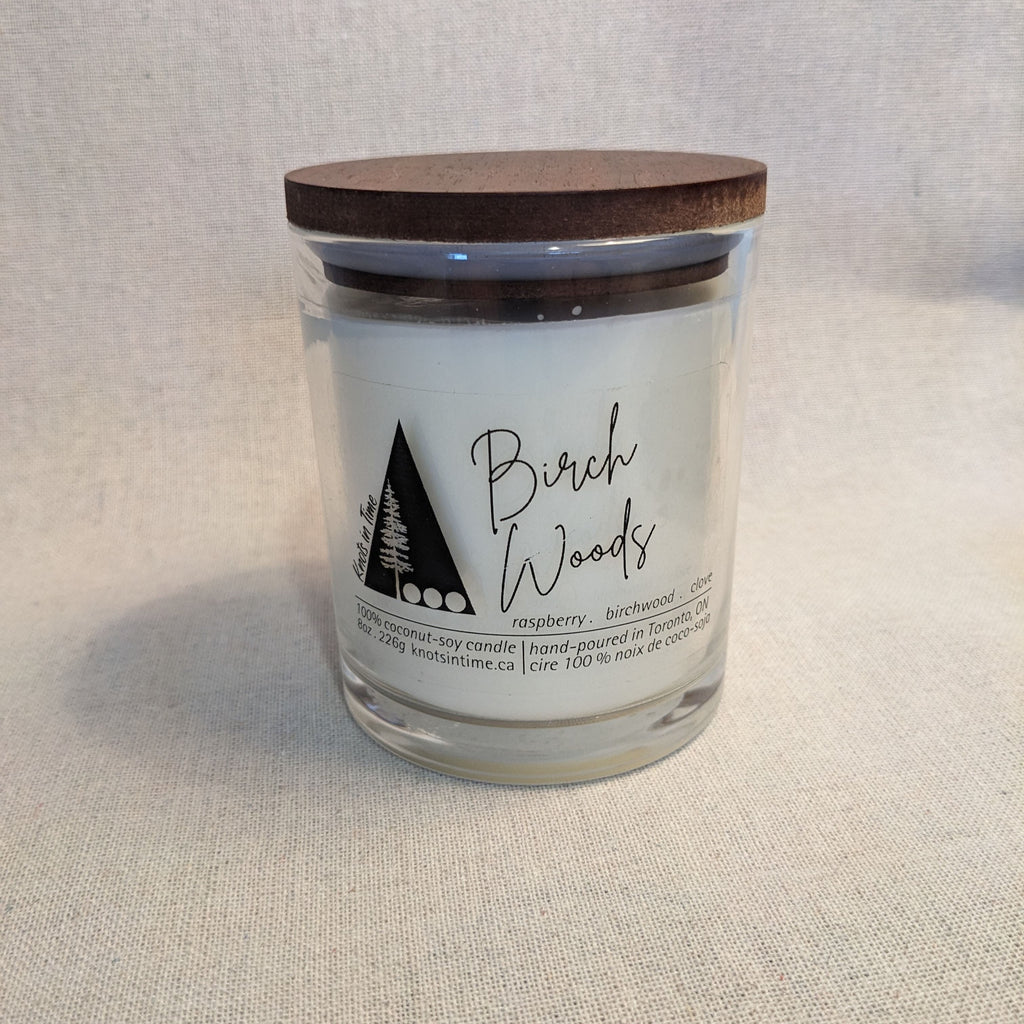 Knots in Time
Birch
Woods
raspberry . birchwood . clove
100% coconut-soy candle
8oz . 226g knotsintime.ca
hand-poured in Toronto, ON
cire 100 % noix de coco-soja